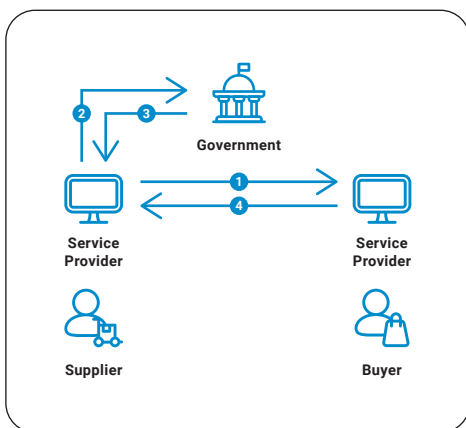 2
3
Government
1
4
Service
Provider
Service
Provider
Supplier
Buyer